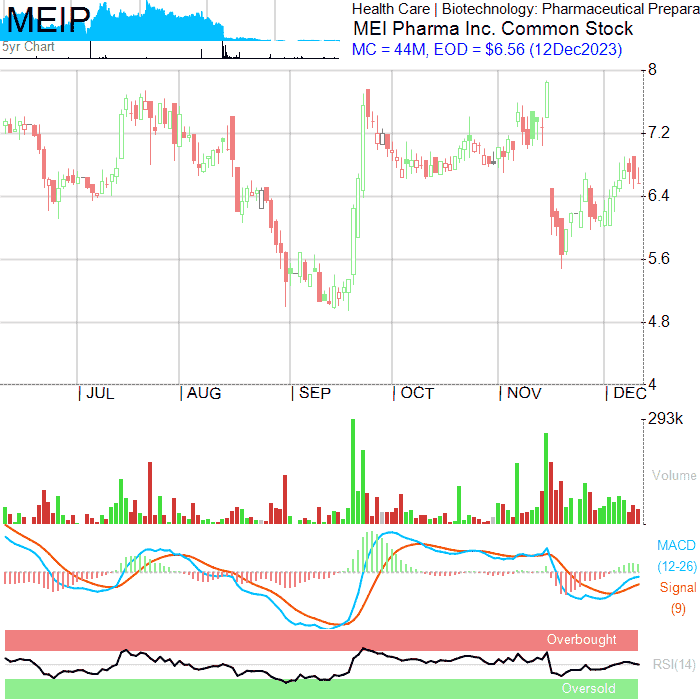 MEIP
5yr Chart
Health Care | Biotechnology: Pharmaceutical Prepara
MEI Pharma Inc. Common Stock
MC = 44M, EOD = $6.56 (12Dec2023)
8
7.2
6.4
5.6
4.8
4
| JUL | AUG | SEP | OCT | NOV | DEC
293k
Volume
MACD
(12-26)
Signal
(9)
Overbought
RSI(14)
Oversold